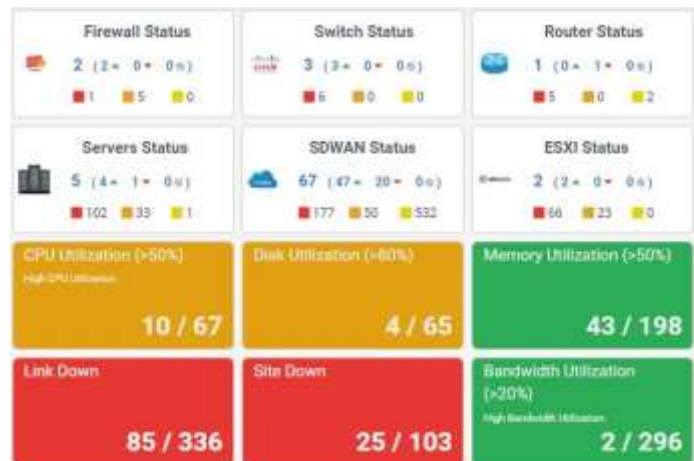 Firewall Status
2 (2▲ 0▼ 0⊘)
1 5 0
Switch Status
3 (3▲ 0▼ 0⊘)
6 0 0
Router Status
1 (0▲ 1▼ 0⊘)
5 0 2
Servers Status
5 (4▲ 1▼ 0⊘)
102 33 1
SDWAN Status
67 (47▲ 20▼ 0⊘)
177 50 532
ESXI Status
2 (2▲ 0▼ 0⊘)
66 23 0
CPU Utilization (>50%)
High CPU Utilization
10 / 67
Disk Utilization (>80%)
4 / 65
Memory Utilization (>50%)
43 / 198
Link Down
85 / 336
Site Down
25 / 103
Bandwidth Utilization
(>20%)
High Bandwidth Utilization
2 / 296